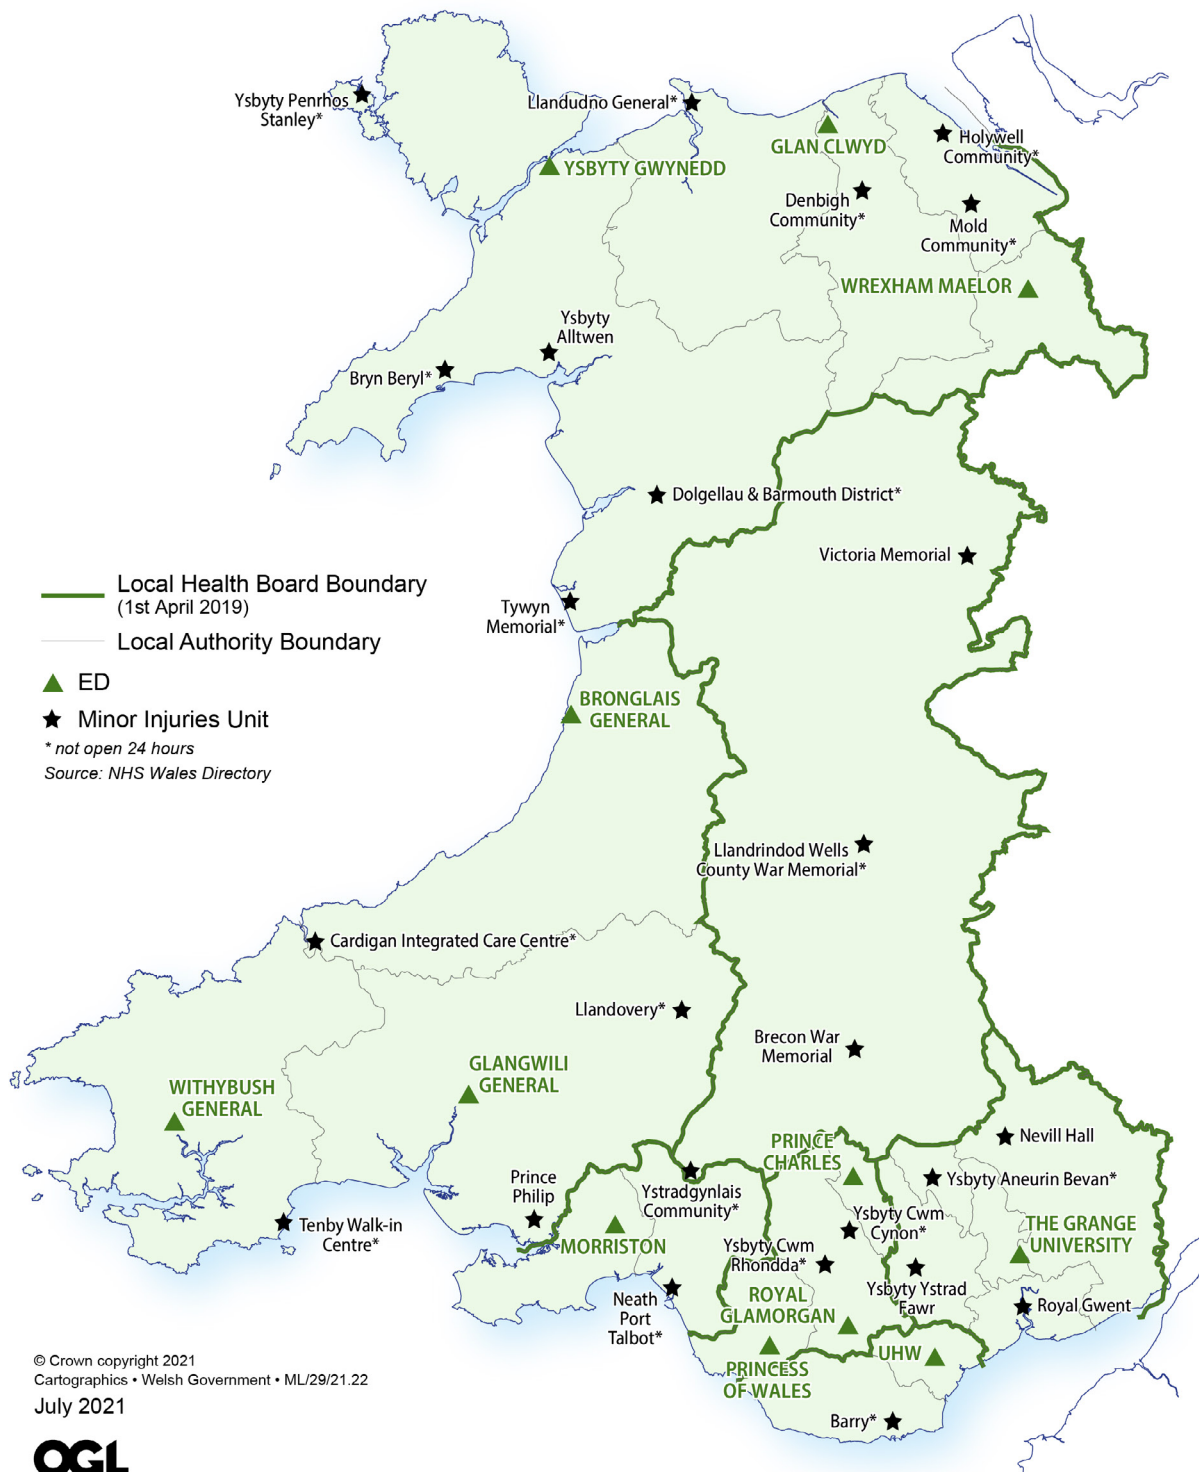 Ysbyty Penrhos
Stanley*
Llandudno General*
GLAN CLWYD
Holywell
Community*
YSBYTY GWYNEDD
Denbigh
Community*
Mold
Community*
WREXHAM MAELOR
Ysbyty
Alltwen
Bryn Beryl*
Dolgellau & Barmouth District*
Victoria Memorial
Local Health Board Boundary
(1st April 2019)
Local Authority Boundary
ED
Minor Injuries Unit
* not open 24 hours
Source: NHS Wales Directory
Tywyn
Memorial*
BRONGLAIS
GENERAL
Llandrindod Wells
County War Memorial*
Cardigan Integrated Care Centre*
Llandovery*
Brecon War
Memorial
GLANGWILI
GENERAL
WITHYBUSH
GENERAL
PRINCE
CHARLES
Nevill Hall
Ysbyty Aneurin Bevan*
Prince
Philip
Ystradgynlais
Community*
Tenby Walk-in
Centre*
MORRISTON
Ysbyty Cwm
Cynon*
THE GRANGE
UNIVERSITY
Ysbyty Cwm
Rhondda*
Ysbyty Ystrad
Fawr
Neath
Port
Talbot*
ROYAL
GLAMORGAN
Royal Gwent
PRINCESS
OF WALES
UHW
Barry*
© Crown copyright 2021
Cartographics • Welsh Government • ML/29/21.22
July 2021
OGL